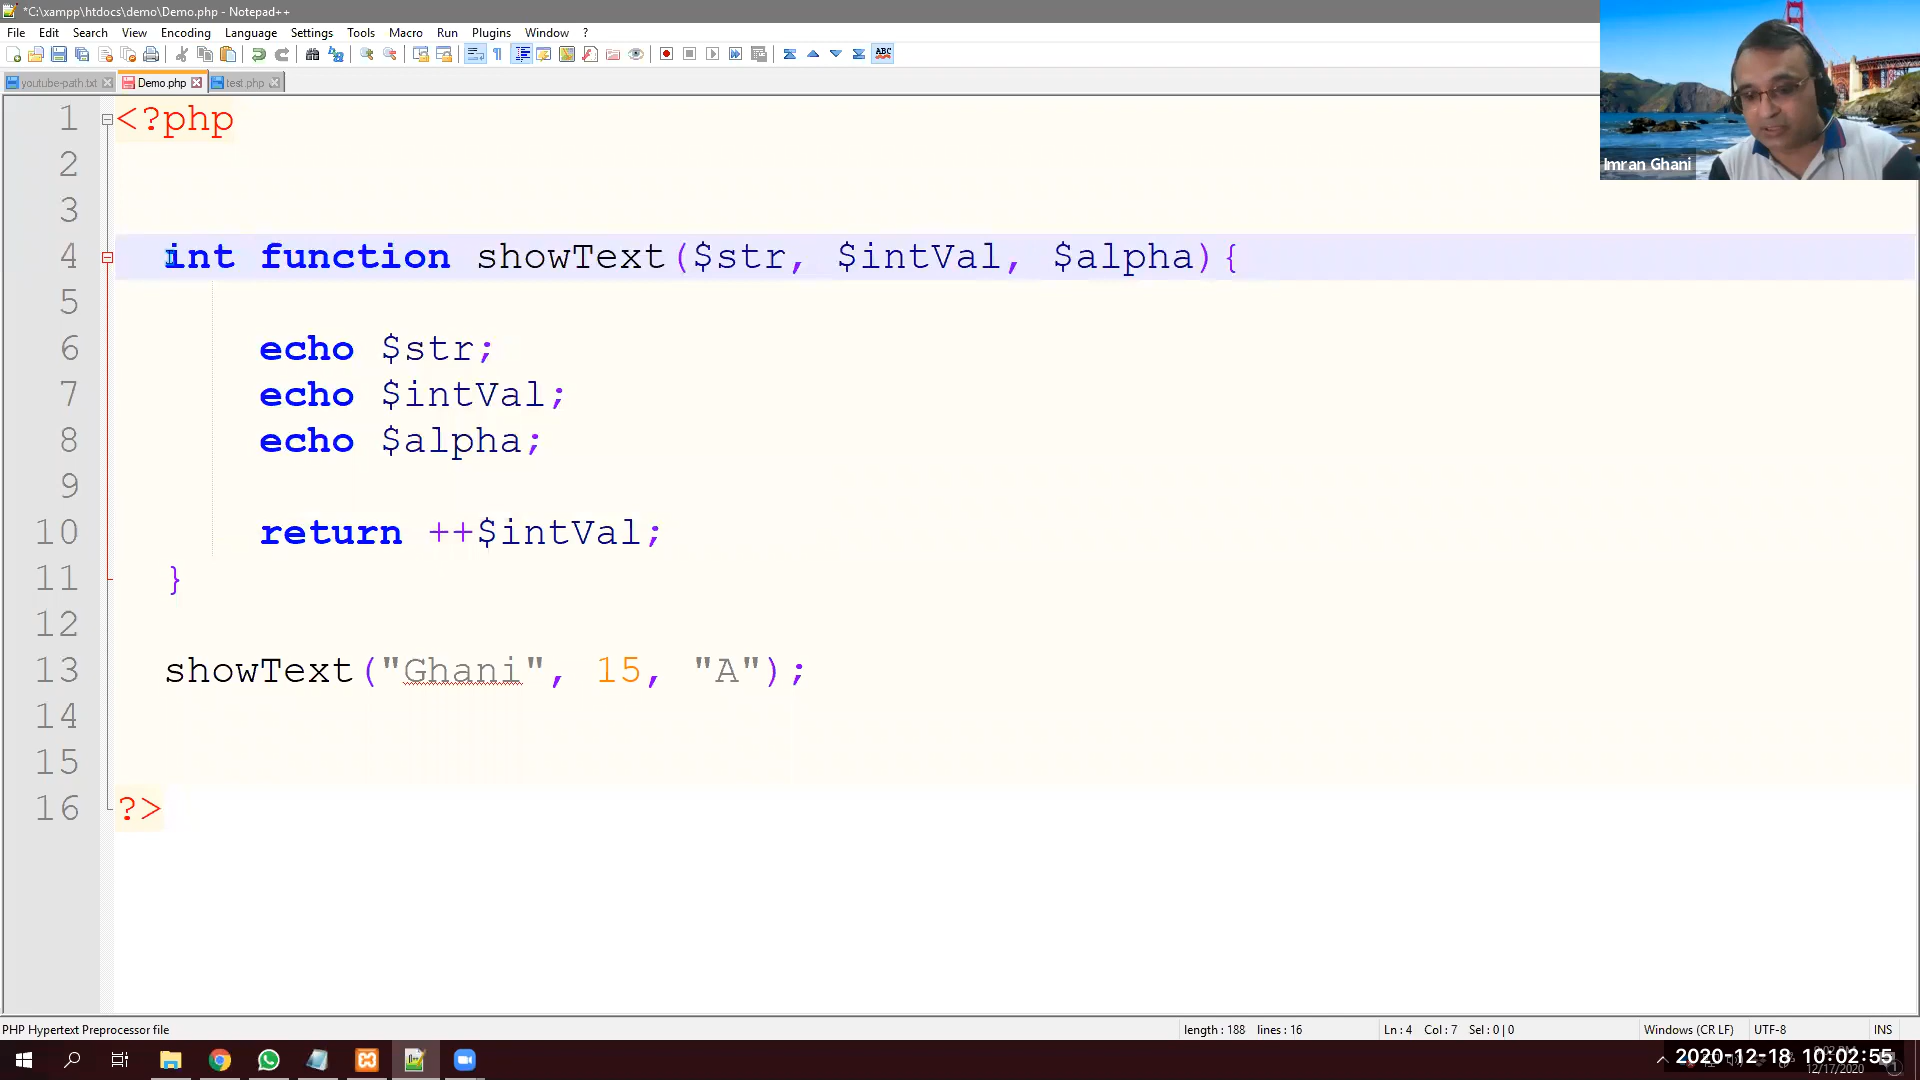 *C:\xampp\htdocs\demo\Demo.php - Notepad++
File Edit Search View Encoding Language Settings Tools Macro Run Plugins Window ?
ABC
youtube-path.txt Demo.php test.php
Imran Ghani
1 <?php
2
3
4 int function showText($str, $intVal, $alpha){
5
6 echo $str;
7 echo $intVal;
8 echo $alpha;
9
10 return ++$intVal;
11 }
12
13 showText("Ghani", 15, "A");
14
15
16 ?>
PHP Hypertext Preprocessor file length : 188 lines : 16 Ln : 4 Col : 7 Sel : 0 | 0 Windows (CR LF) UTF-8 INS
2020-12-18 10:02:55
12/17/2020